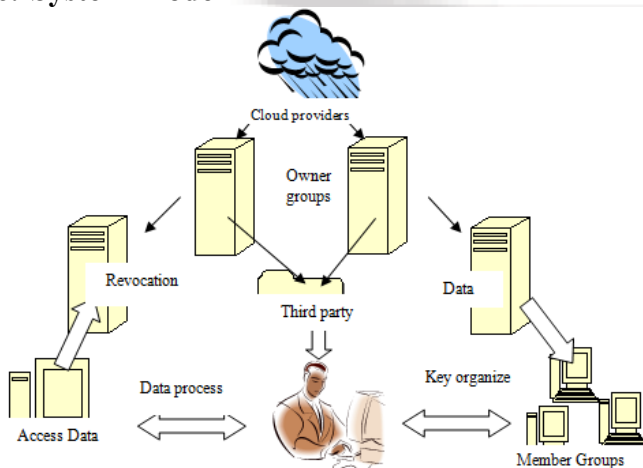 Cloud providers
Owner
groups
Revocation
Data
Third party
Data process
Key organize
Access Data
Member Groups